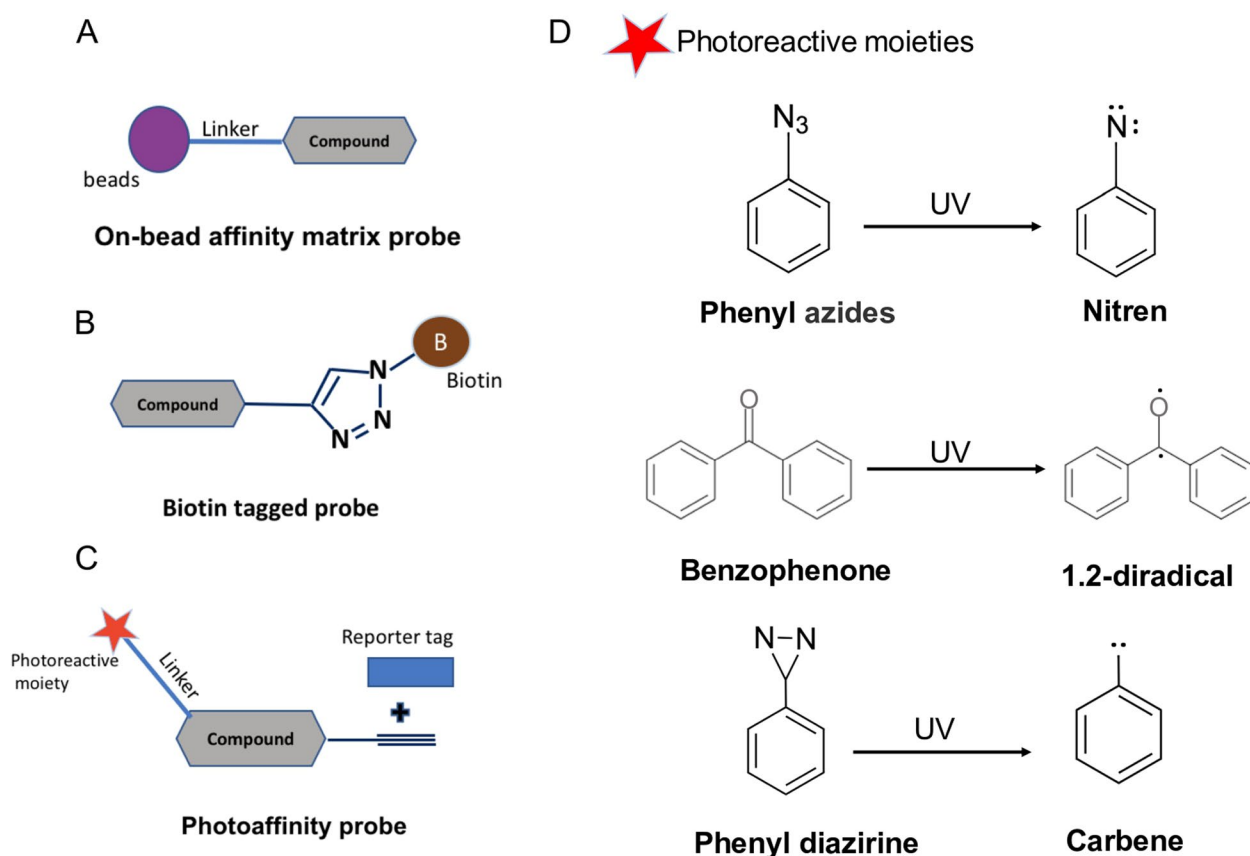 A
Linker
Compound
beads
On-bead affinity matrix probe
B
Compound
N
N
N
B
Biotin
Biotin tagged probe
C
Photoreactive
moiety
Linker
Reporter tag
Compound
Photoaffinity probe
D
Photoreactive moieties
N3
UV
N:
Phenyl azides
Nitren
O
UV
O
Benzophenone
1.2-diradical
N–N
UV
Phenyl diazirine
Carbene